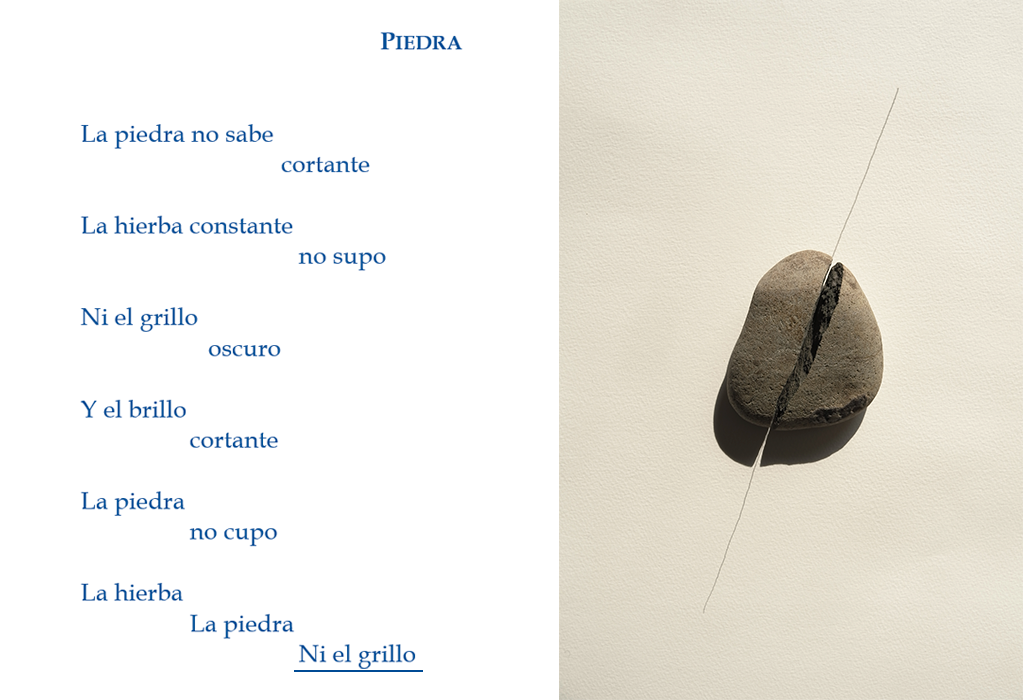 PIEDRA
La piedra no sabe
cortante
La hierba constante
no supo
Ni el grillo
oscuro
Y el brillo
cortante
La piedra
no cupo
La hierba
La piedra
Ni el grillo